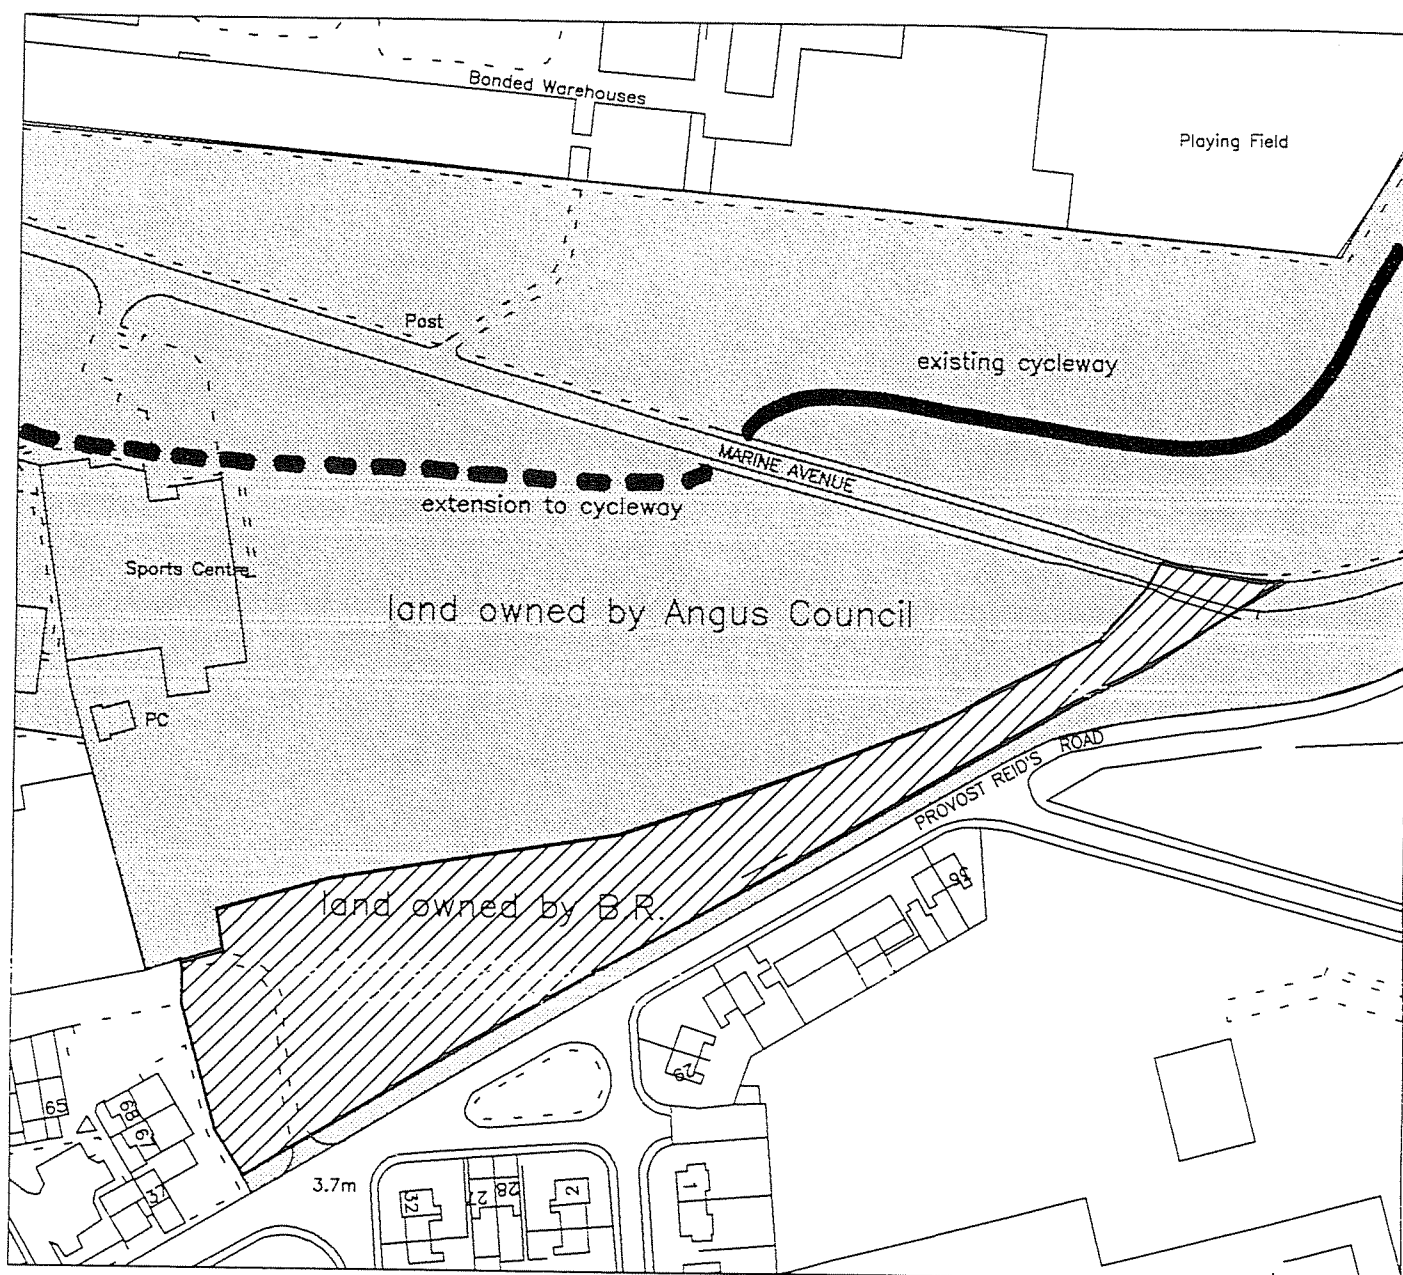 Bonded Warehouses
Playing Field
Post
existing cycleway
MARINE AVENUE
extension to cycleway
Sports Centre
land owned by Angus Council
PC
PROVOST REID'S ROAD
land owned by B.R.
65
68
67
37
3.7m
32
27
28
2
1